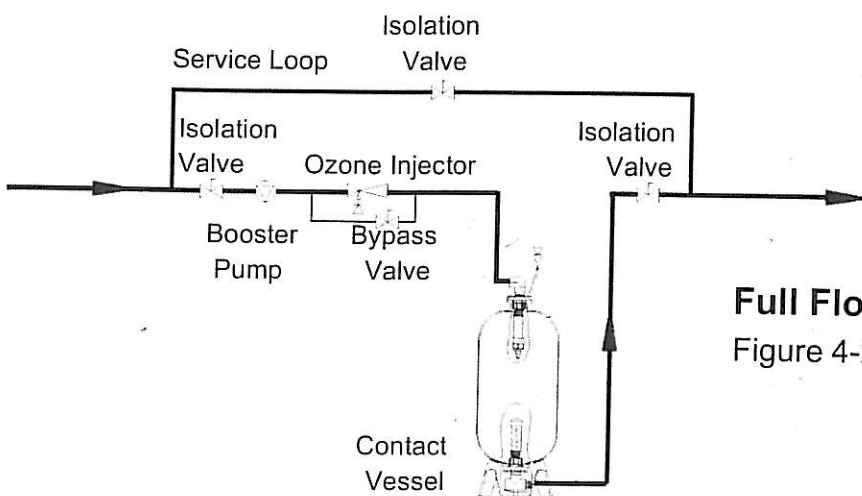 Isolation
Valve
Service Loop
Isolation
Valve
Ozone Injector
Isolation
Valve
Booster
Pump
Bypass
Valve
Full Flo
Figure 4-
Contact
Vessel